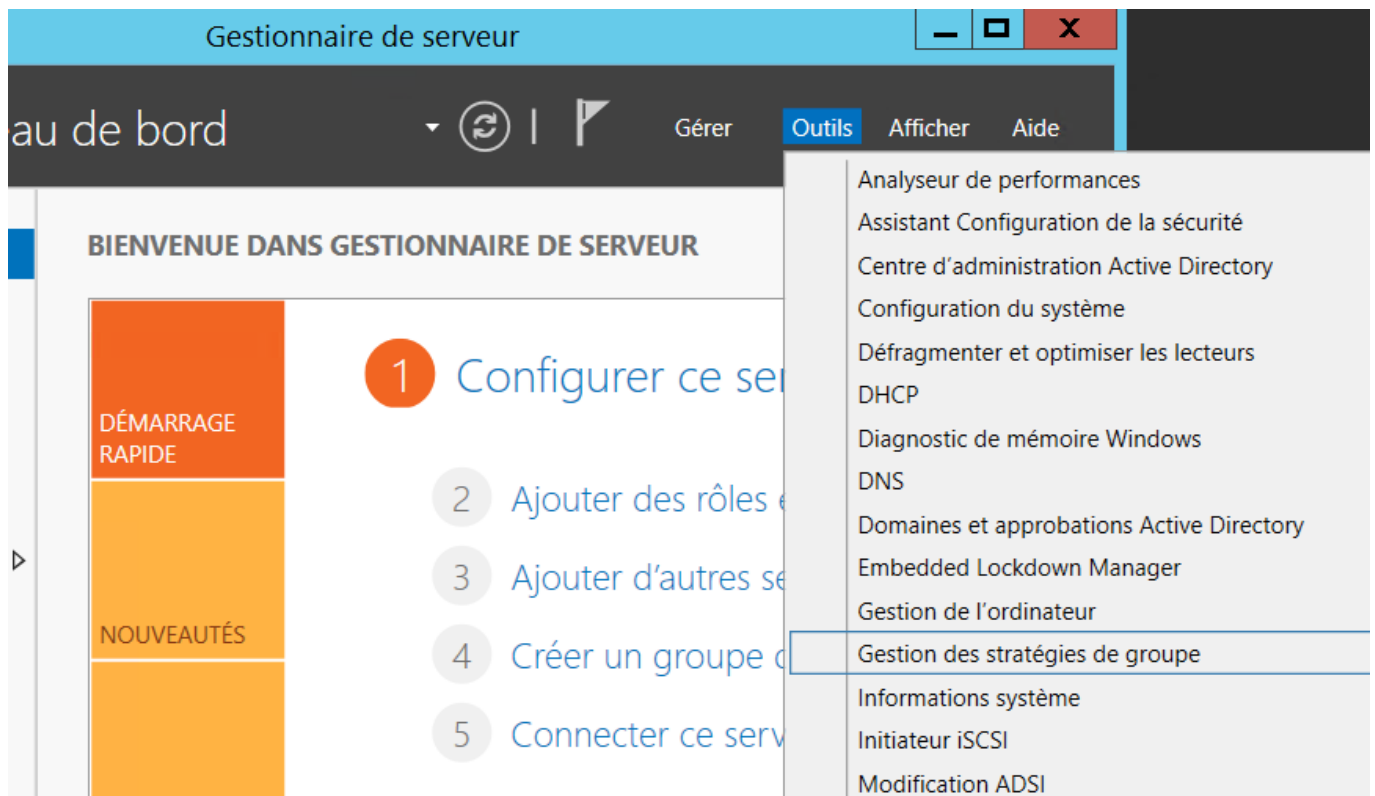 Gestionnaire de serveur
au de bord
Gérer Outils Afficher Aide
BIENVENUE DANS GESTIONNAIRE DE SERVEUR
DÉMARRAGE
RAPIDE
NOUVEAUTÉS
1 Configurer ce ser
2 Ajouter des rôles e
3 Ajouter d'autres se
4 Créer un groupe d
5 Connecter ce serv
Analyseur de performances
Assistant Configuration de la sécurité
Centre d'administration Active Directory
Configuration du système
Défragmenter et optimiser les lecteurs
DHCP
Diagnostic de mémoire Windows
DNS
Domaines et approbations Active Directory
Embedded Lockdown Manager
Gestion de l'ordinateur
Gestion des stratégies de groupe
Informations système
Initiateur iSCSI
Modification ADSI